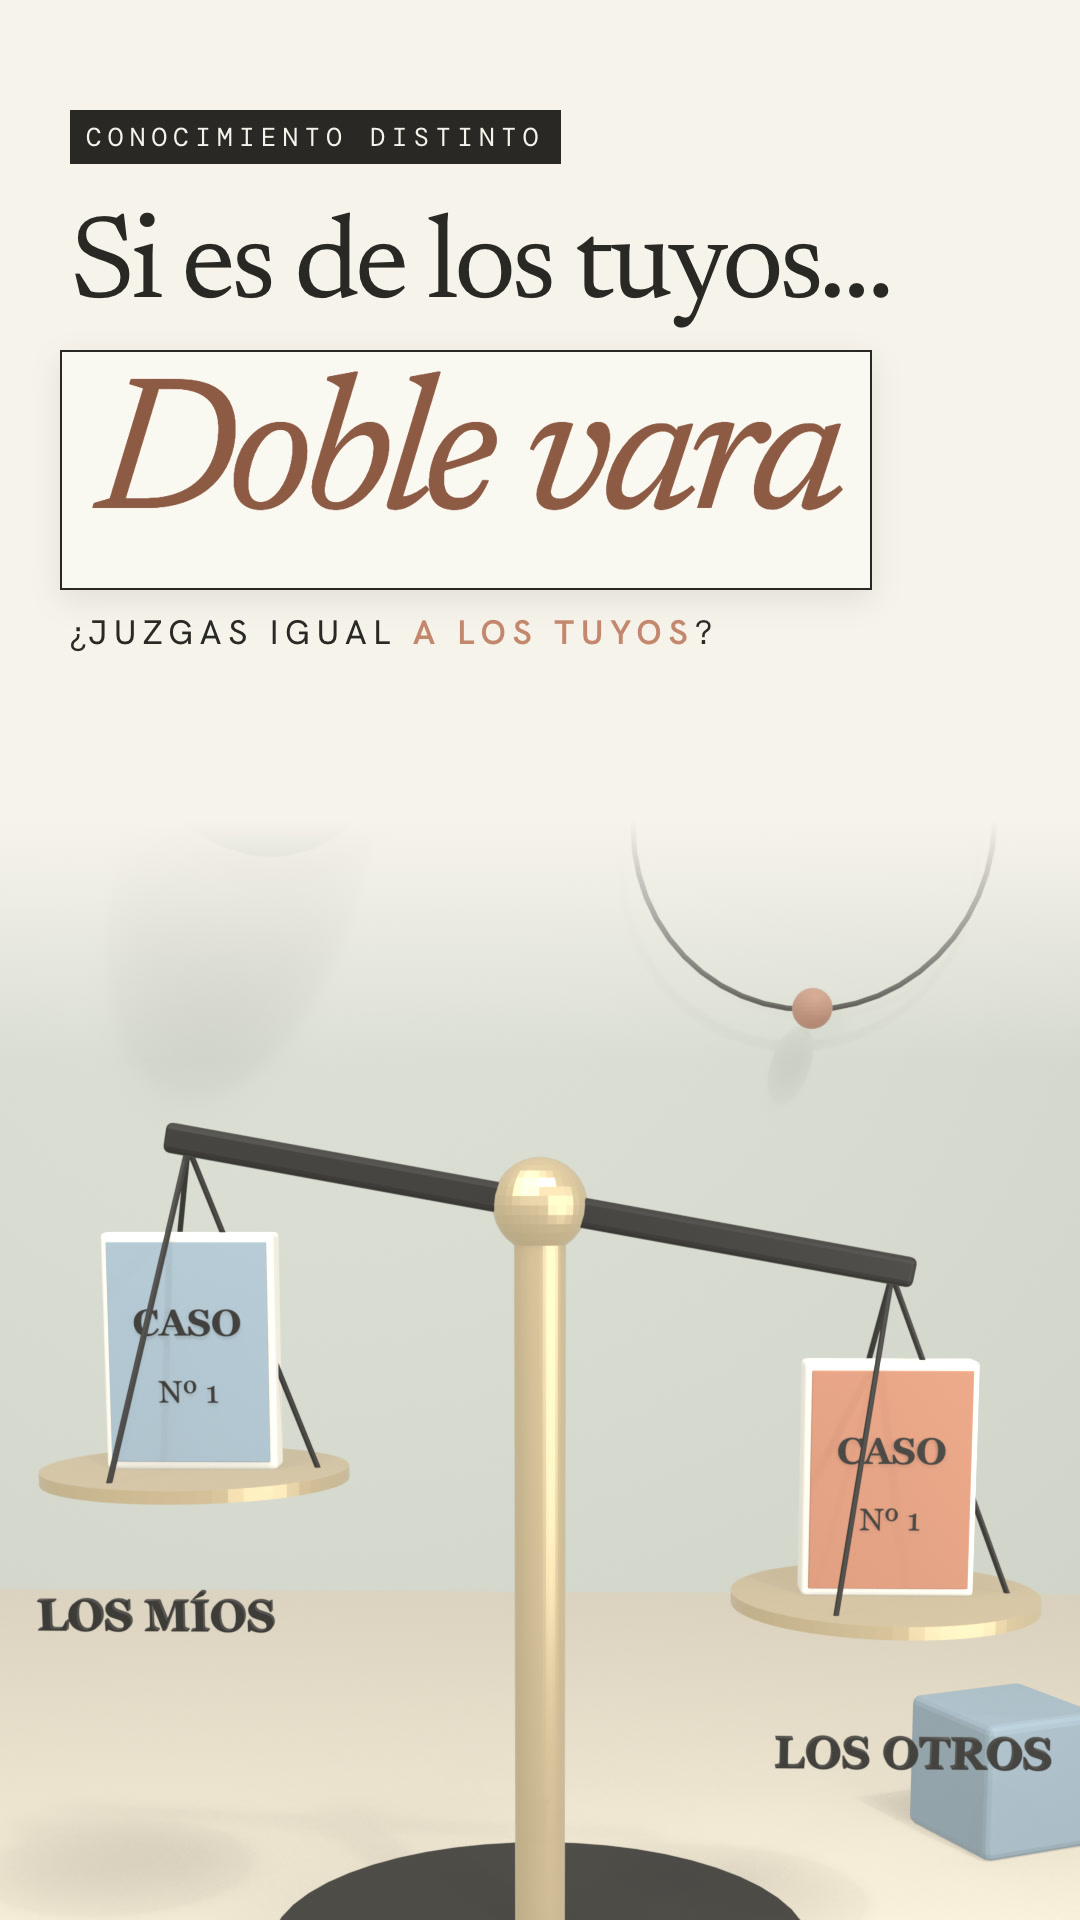 CONOCIMIENTO DISTINTO
Si es de los tuyos...
Doble vara
¿JUZGAS IGUAL A LOS TUYOS?
CASO
Nº 1
CASO
Nº 1
LOS MÍOS
LOS OTROS